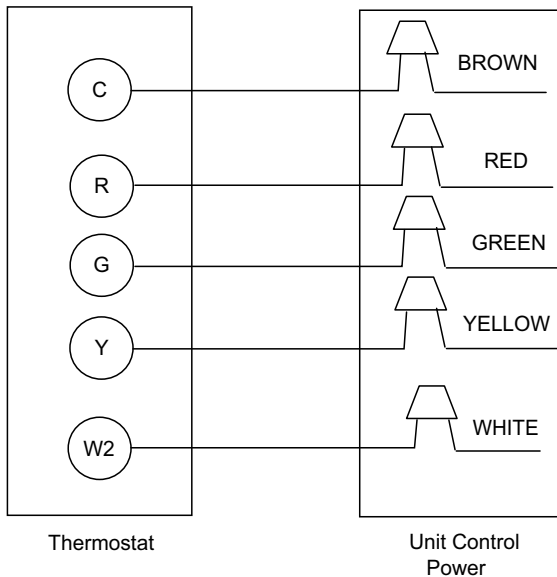 C
BROWN
R
RED
G
GREEN
Y
YELLOW
W2
WHITE
Thermostat
Unit Control
Power